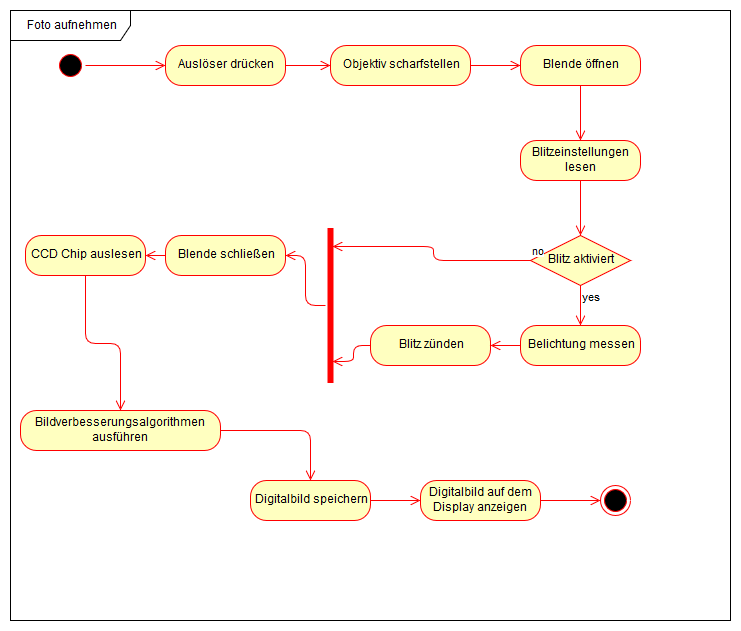 Foto aufnehmen
Auslöser drücken
Objektiv scharfstellen
Blende öffnen
Blitzeinstellungen
lesen
Blitz aktiviert
no
yes
Blende schließen
CCD Chip auslesen
Belichtung messen
Blitz zünden
Bildverbesserungsalgorithmen
ausführen
Digitalbild speichern
Digitalbild auf dem
Display anzeigen